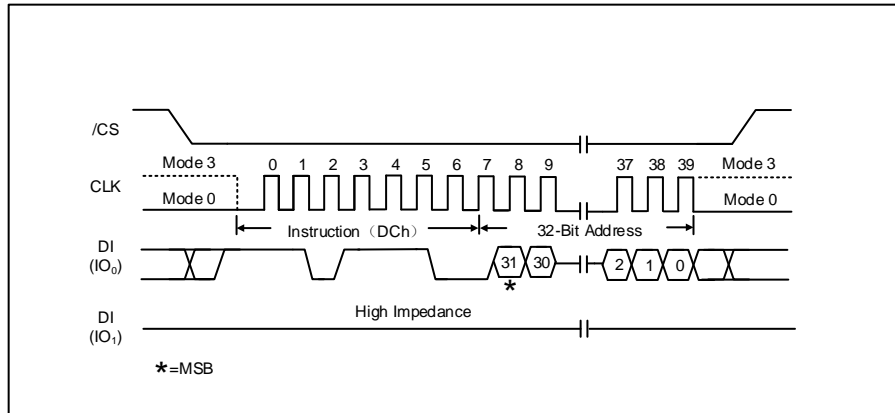 /CS
Mode 3
0 1 2 3 4 5 6 7 8 9 37 38 39
Mode 3
CLK
Mode 0
Mode 0
Instruction（DCh）
32-Bit Address
DI
(IO₀)
31 30 2 1 0
*
High Impedance
DI
(IO₁)
*=MSB